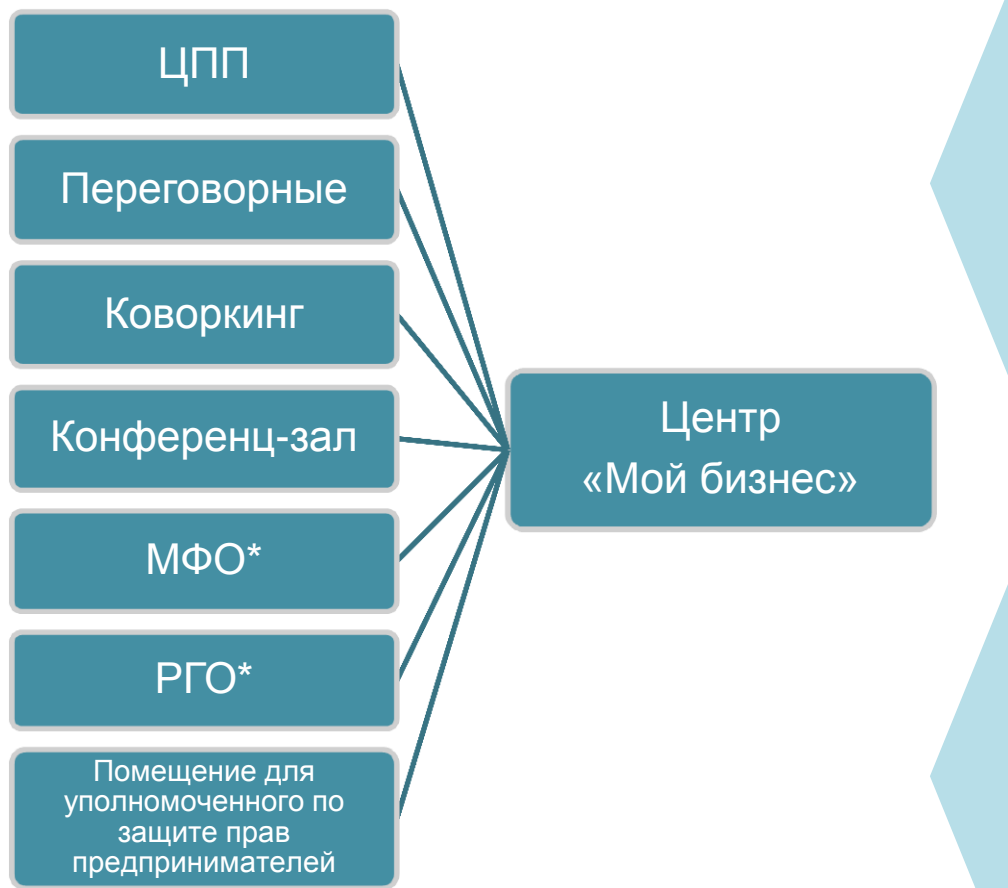 ЦПП
Переговорные
Коворкинг
Конференц-зал
МФО*
РГО*
Помещение для
уполномоченного по
защите прав
предпринимателей
Центр
«Мой бизнес»